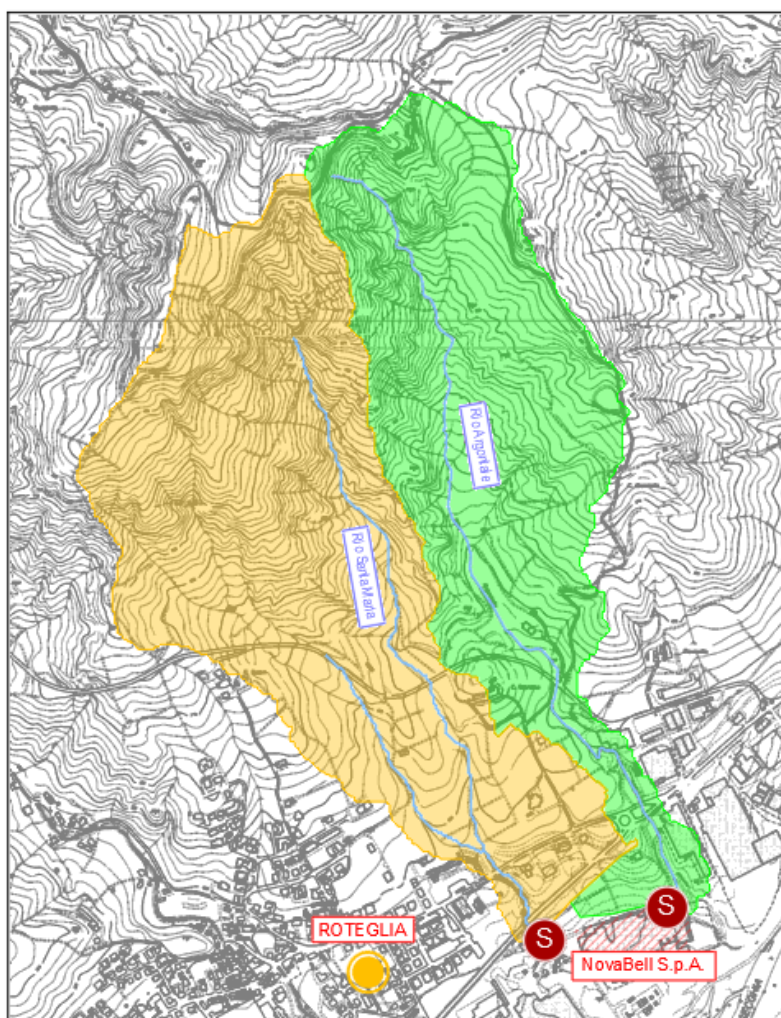 Rio Argontale
Rio Santa Maria
ROTEGLIA
S
S
NovaBell S.p.A.